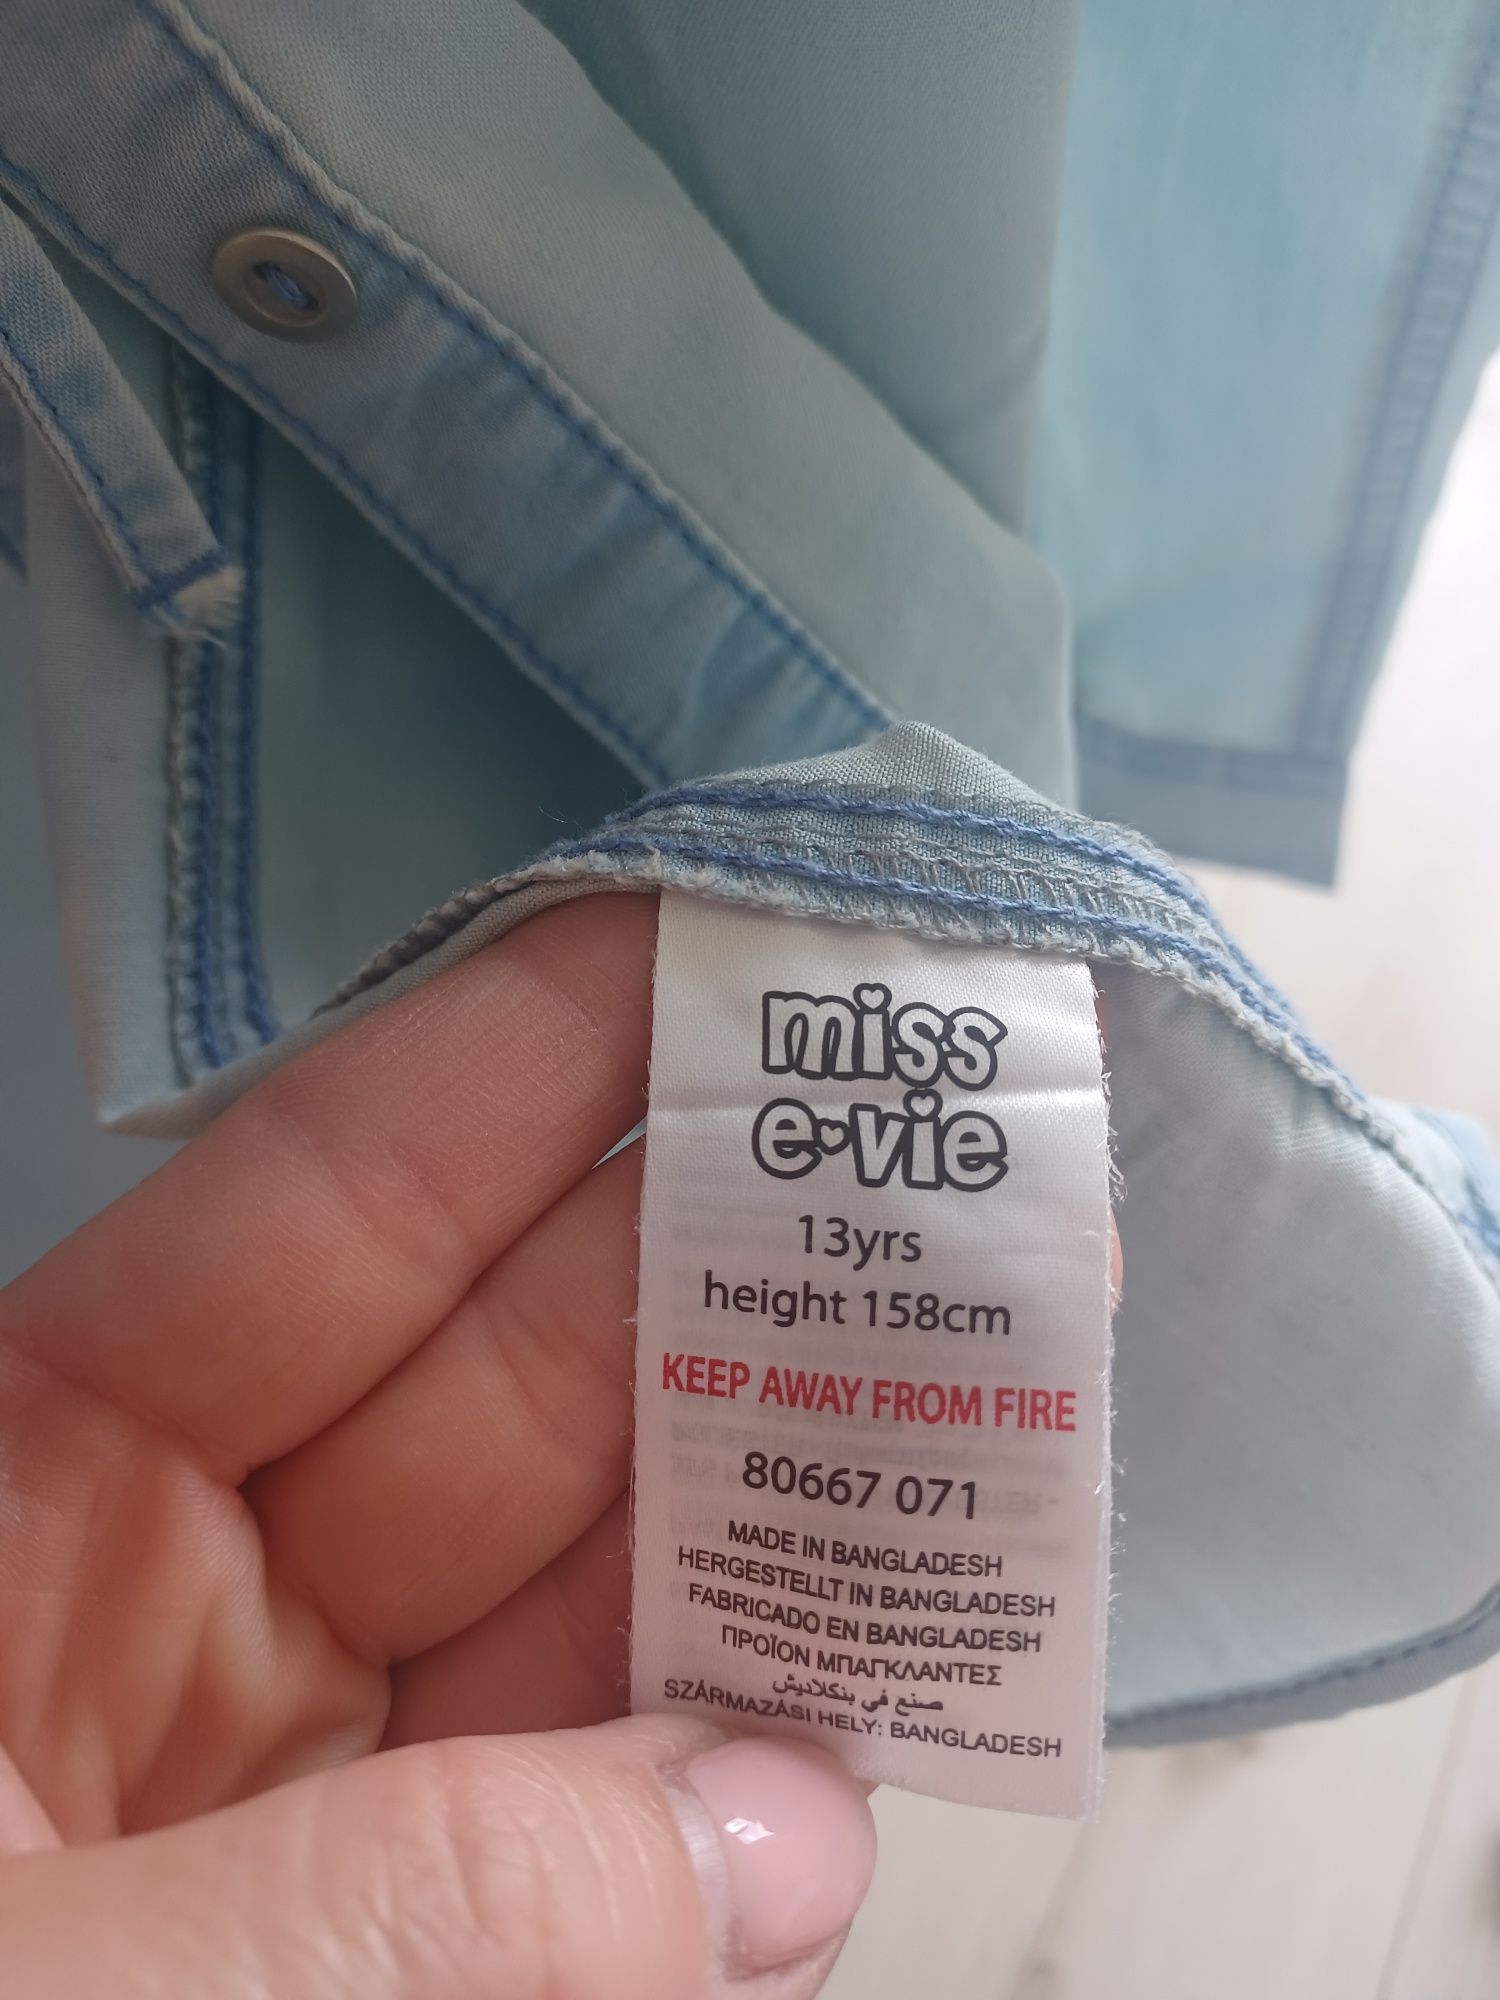 miss
e-vie
13yrs
height 158cm
KEEP AWAY FROM FIRE
80667 071
MADE IN BANGLADESH
HERGESTELLT IN BANGLADESH
FABRICADO EN BANGLADESH
ΠΡΟΪΟΝ ΜΠΑΓΚΛΑΝΤΕΣ
صنع في بنكلاديش
SZÁRMAZÁSI HELY: BANGLADESH